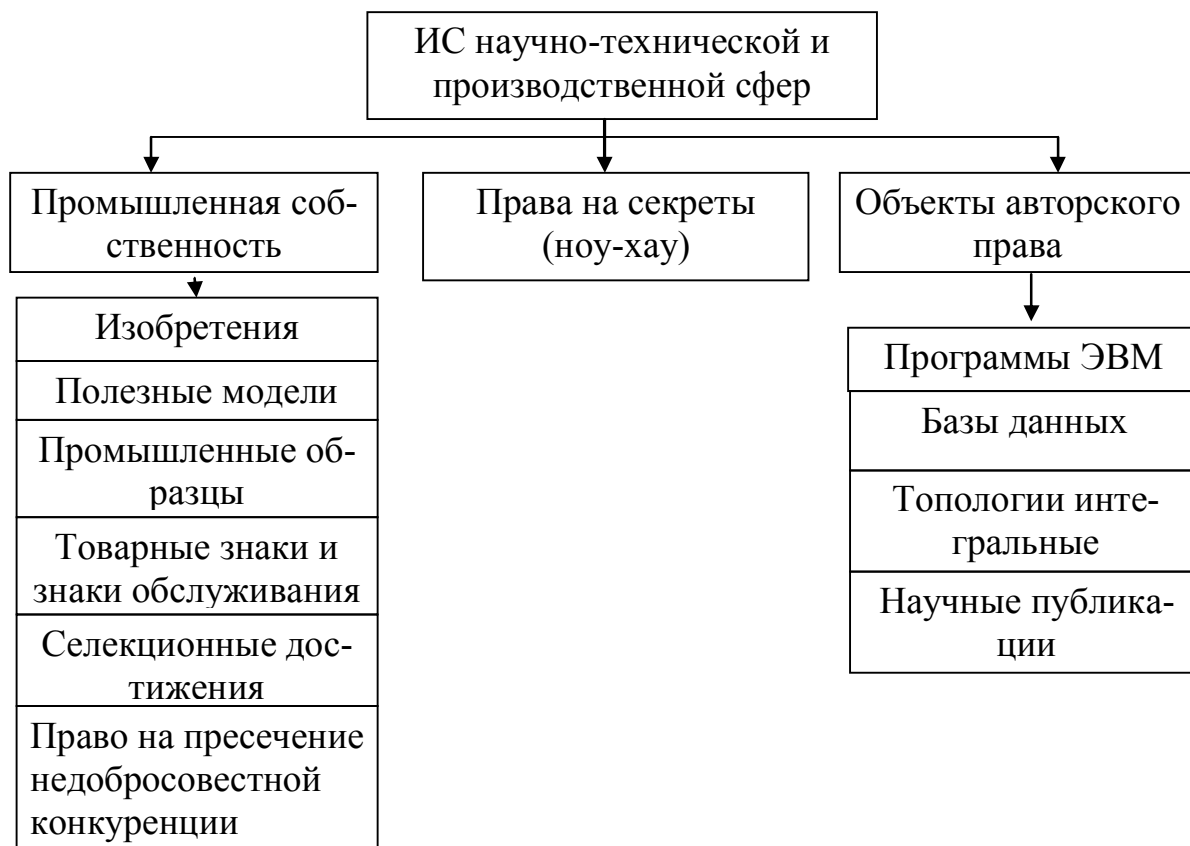 ИС научно-технической и
производственной сфер
Промышленная соб-
ственность
Права на секреты
(ноу-хау)
Объекты авторского
права
Изобретения
Полезные модели
Промышленные об-
разцы
Товарные знаки и
знаки обслуживания
Селекционные дос-
тижения
Право на пресечение
недобросовестной
конкуренции
Программы ЭВМ
Базы данных
Топологии инте-
гральные
Научные публика-
ции